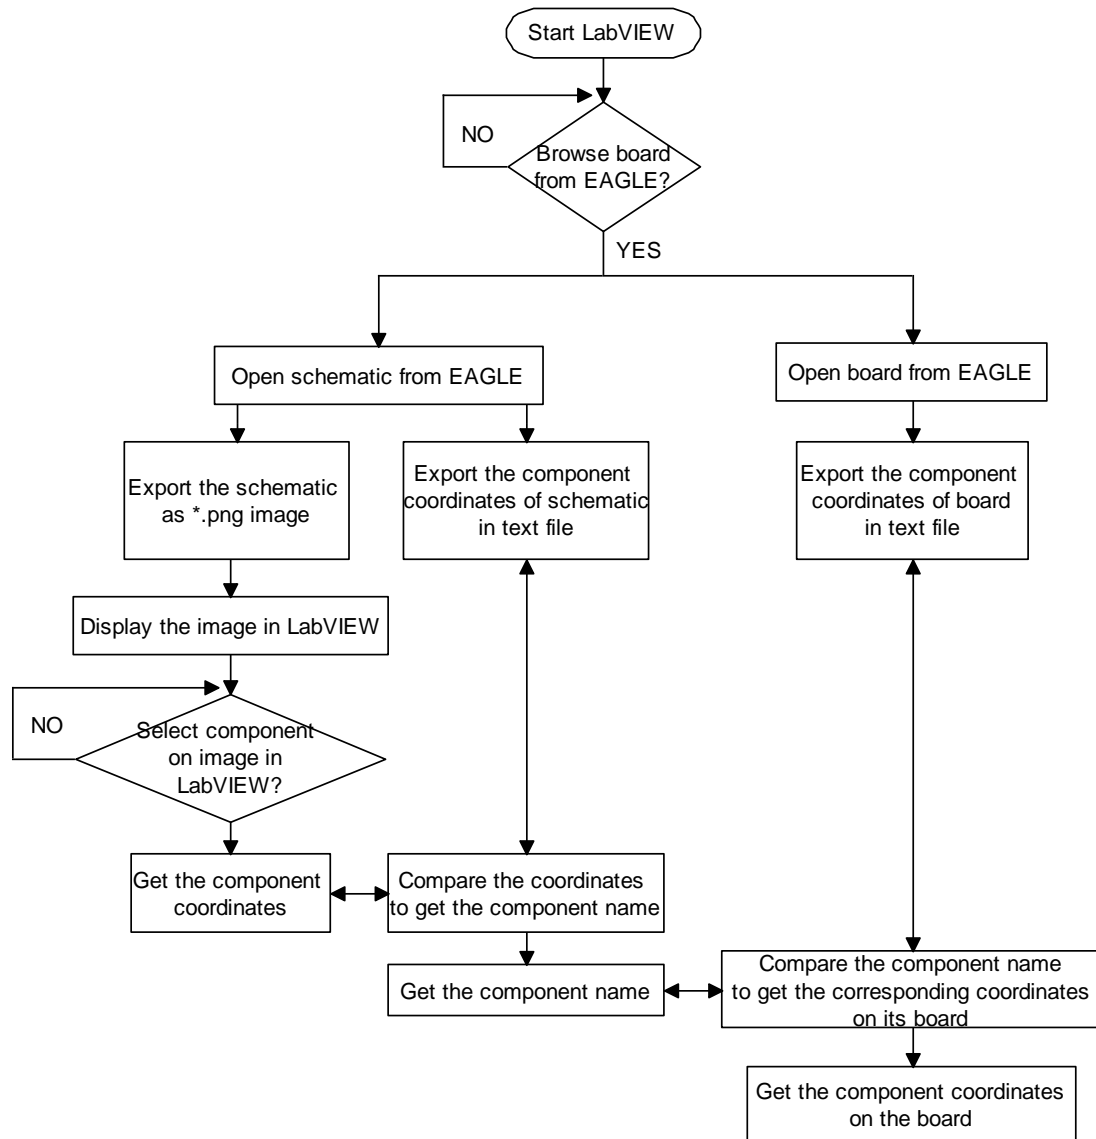 Start LabVIEW
NO
Browse board
from EAGLE?
YES
Open schematic from EAGLE
Open board from EAGLE
Export the schematic
as *.png image
Export the component
coordinates of schematic
in text file
Export the component
coordinates of board
in text file
Display the image in LabVIEW
NO
Select component
on image in
LabVIEW?
Get the component
coordinates
Compare the coordinates
to get the component name
Get the component name
Compare the component name
to get the corresponding coordinates
on its board
Get the component coordinates
on the board